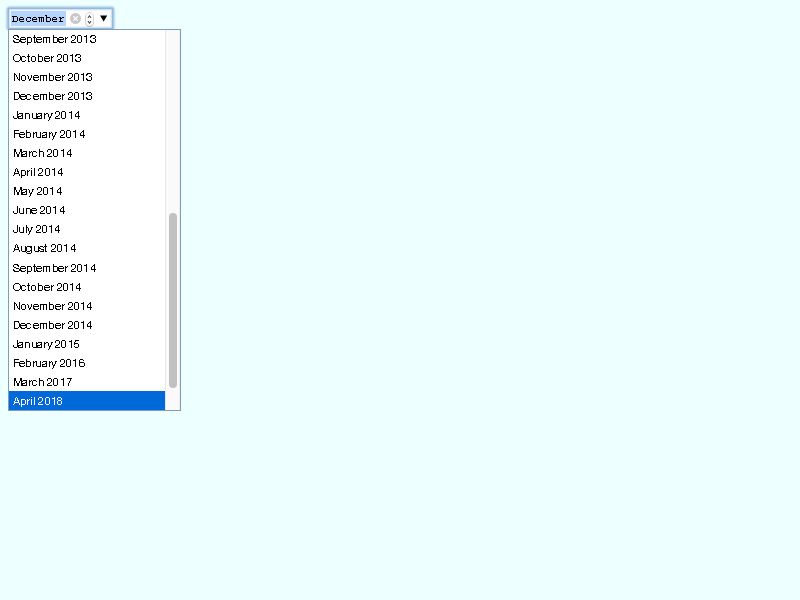 December
September 2013
October 2013
November 2013
December 2013
January 2014
February 2014
March 2014
April 2014
May 2014
June 2014
July 2014
August 2014
September 2014
October 2014
November 2014
December 2014
January 2015
February 2016
March 2017
April 2018